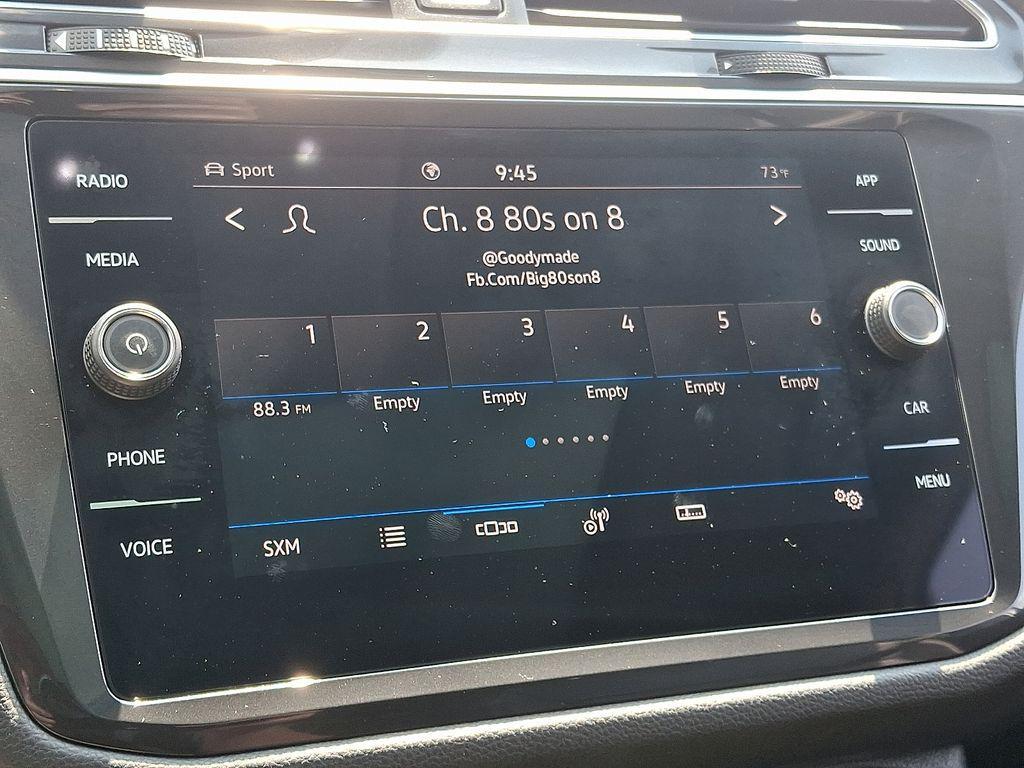 RADIO
MEDIA
PHONE
VOICE
Sport
9:45
73°F
Ch. 8 80s on 8
@Goodymade
Fb.Com/Big80son8
1 2 3 4 5 6
88.3 FM Empty Empty Empty Empty Empty
SXM
APP
SOUND
CAR
MENU